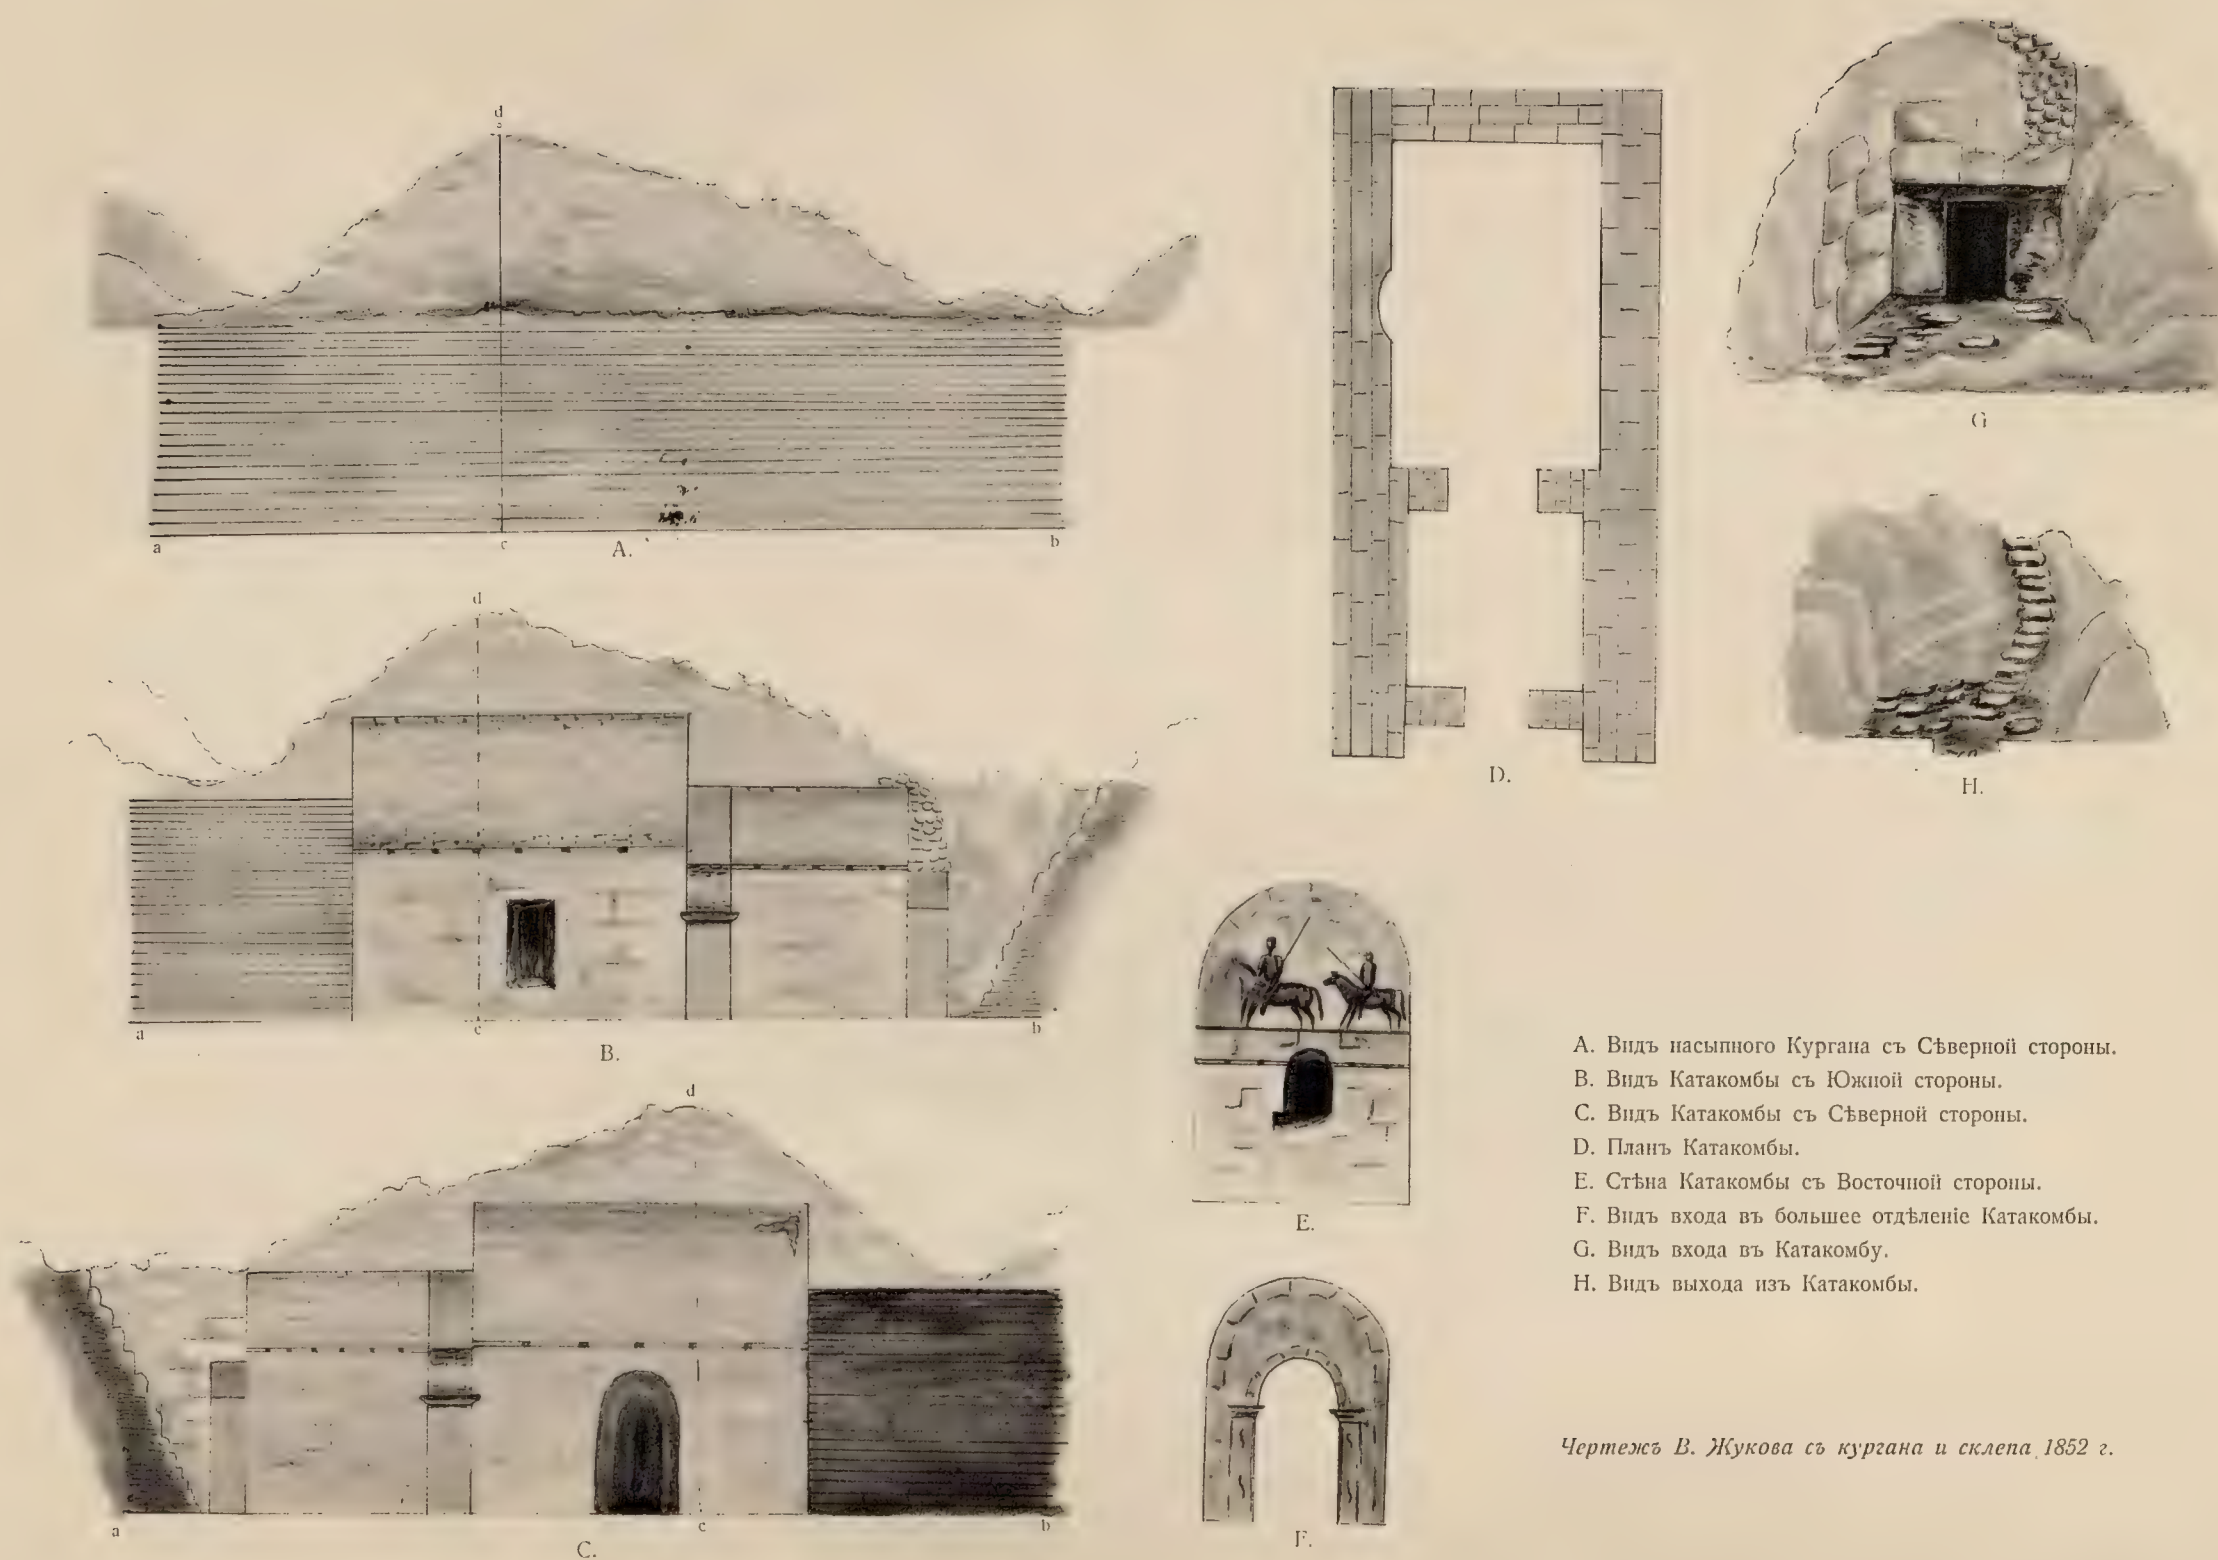 d
a
c
A.
b
d
a
c
b
B.
d
a
c
b
C.
D.
G
H.
E.
F.
A. Видъ насыпного Кургана съ Сѣверной стороны.
B. Видъ Катакомбы съ Южной стороны.
C. Видъ Катакомбы съ Сѣверной стороны.
D. Планъ Катакомбы.
E. Стѣна Катакомбы съ Восточной стороны.
F. Видъ входа въ большее отдѣленіе Катакомбы.
G. Видъ входа въ Катакомбу.
H. Видъ выхода изъ Катакомбы.
Чертежъ В. Жукова съ кургана и склепа 1852 г.